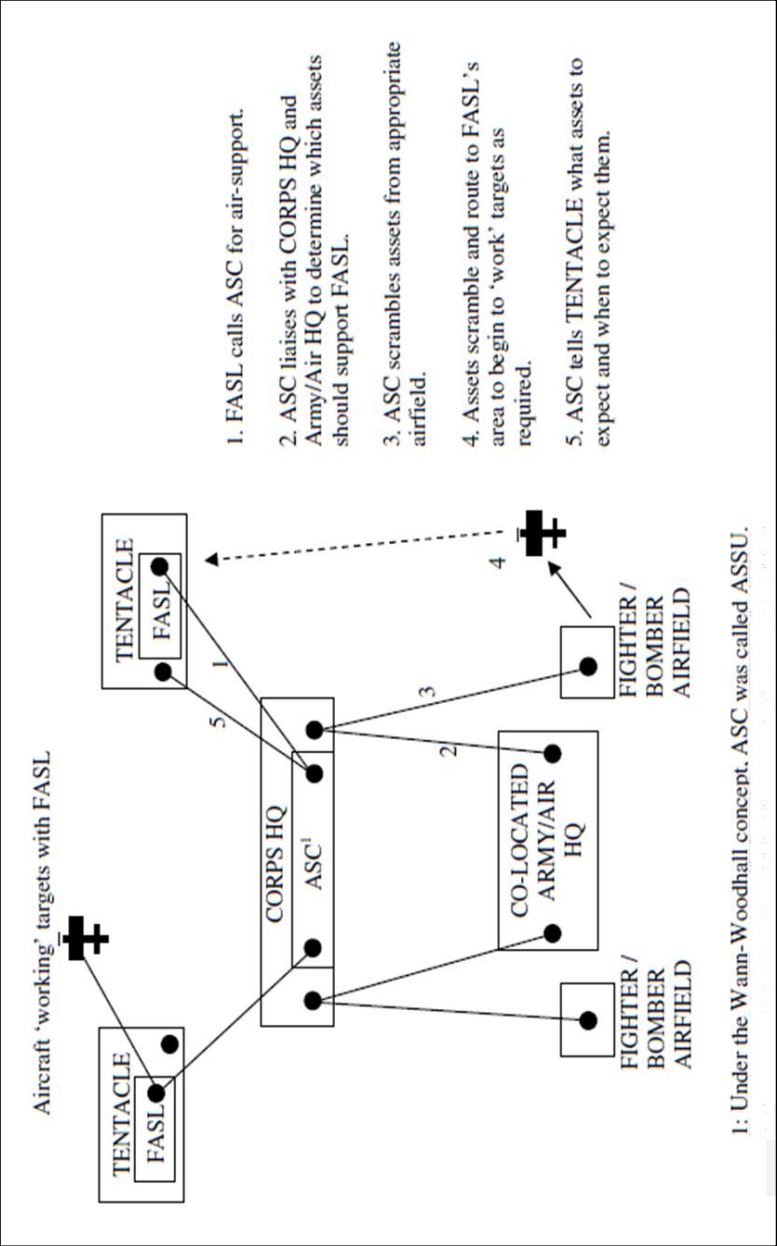 Aircraft ‘working’ targets with FASL
TENTACLE
FASL
TENTACLE
FASL
5
1
CORPS HQ
ASC¹
2
3
4
CO-LOCATED
ARMY/AIR
HQ
FIGHTER /
BOMBER
AIRFIELD
FIGHTER /
BOMBER
AIRFIELD
1. FASL calls ASC for air-support.
2. ASC liaises with CORPS HQ and
Army/Air HQ to determine which assets
should support FASL.
3. ASC scrambles assets from appropriate
airfield.
4. Assets scramble and route to FASL’s
area to begin to ‘work’ targets as
required.
5. ASC tells TENTACLE what assets to
expect and when to expect them.
1: Under the Wann-Woodhall concept. ASC was called ASSU.